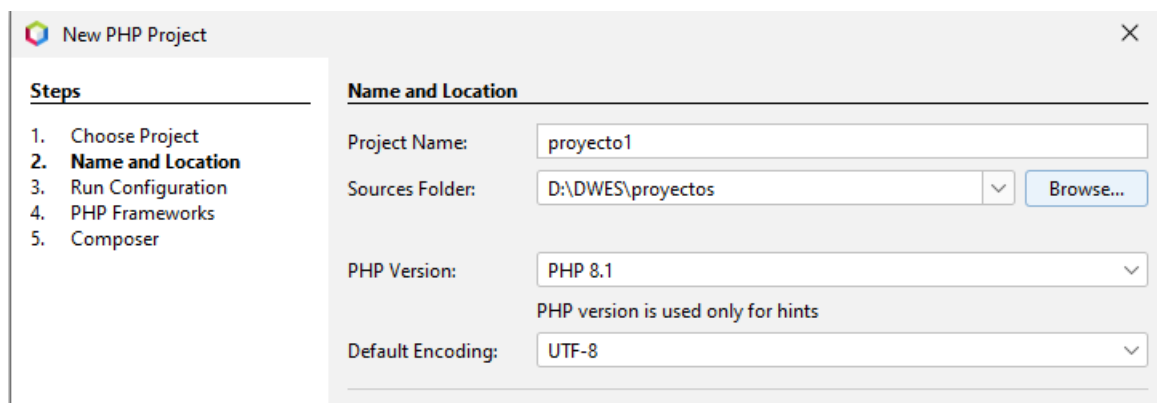 New PHP Project
Steps
1. Choose Project
2. Name and Location
3. Run Configuration
4. PHP Frameworks
5. Composer
Name and Location
Project Name: proyecto1
Sources Folder: D:\DWES\proyectos Browse...
PHP Version: PHP 8.1
PHP version is used only for hints
Default Encoding: UTF-8